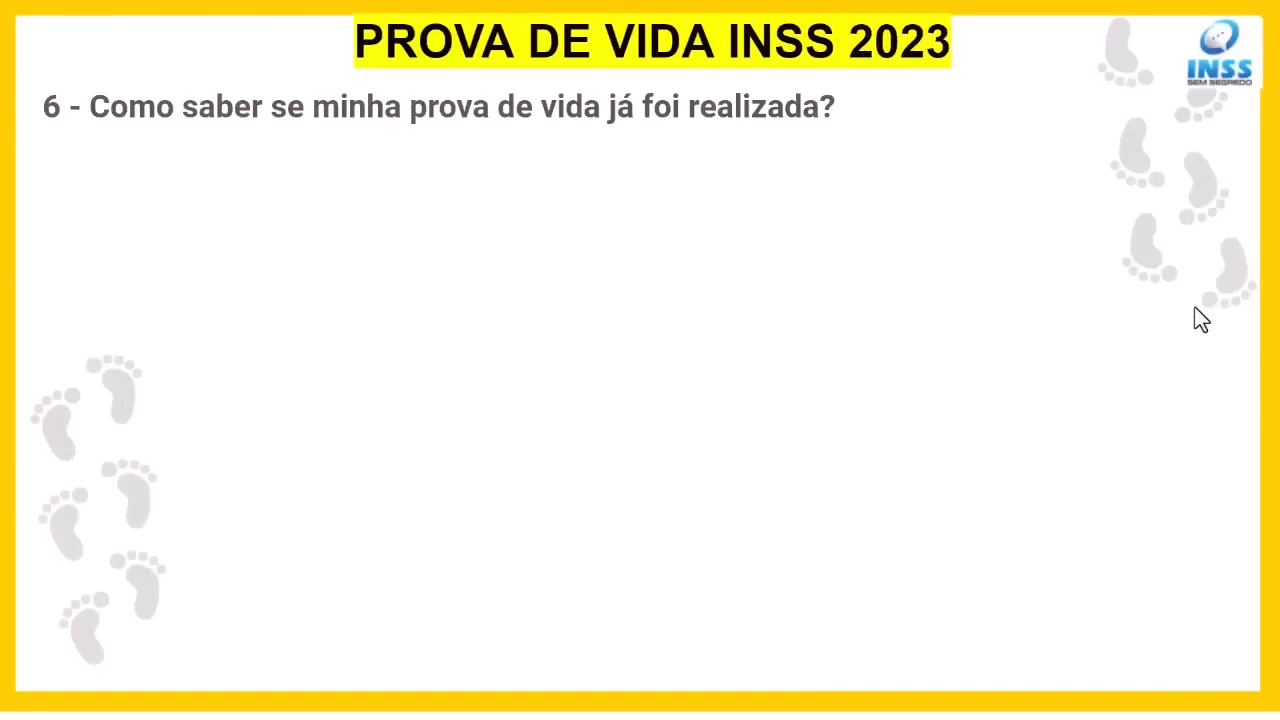 PROVA DE VIDA INSS 2023
INSS
SEM SEGREDO
6 - Como saber se minha prova de vida já foi realizada?